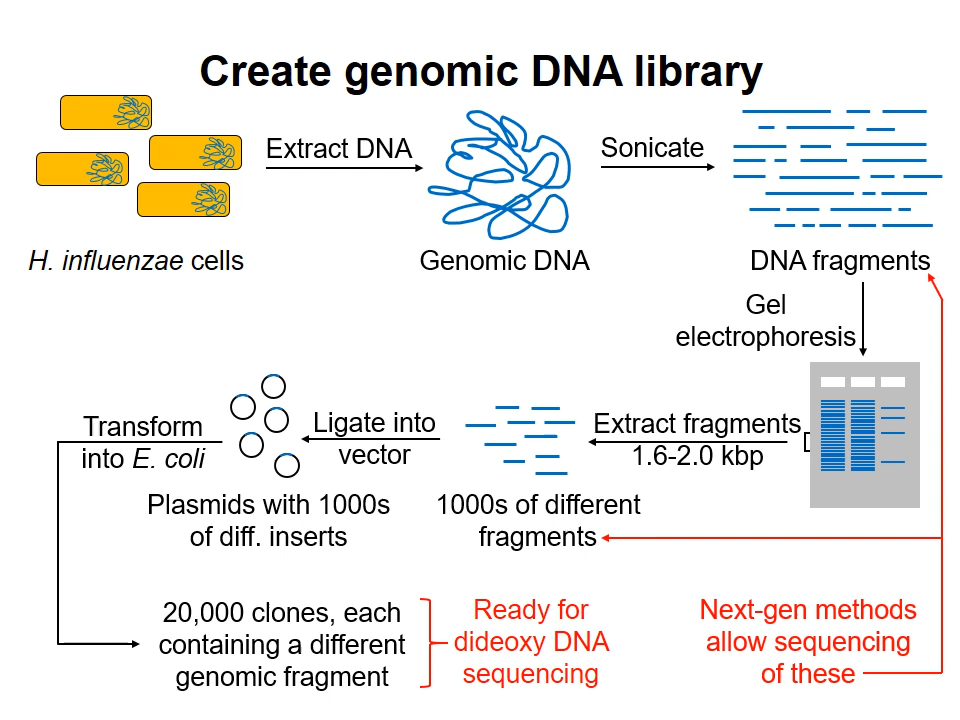 Create genomic DNA library
Extract DNA
Sonicate
H. influenzae cells
Genomic DNA
DNA fragments
Gel
electrophoresis
Extract fragments
1.6-2.0 kbp
Ligate into
vector
Transform
into E. coli
Plasmids with 1000s
of diff. inserts
1000s of different
fragments
20,000 clones, each
containing a different
genomic fragment
Ready for
dideoxy DNA
sequencing
Next-gen methods
allow sequencing
of these